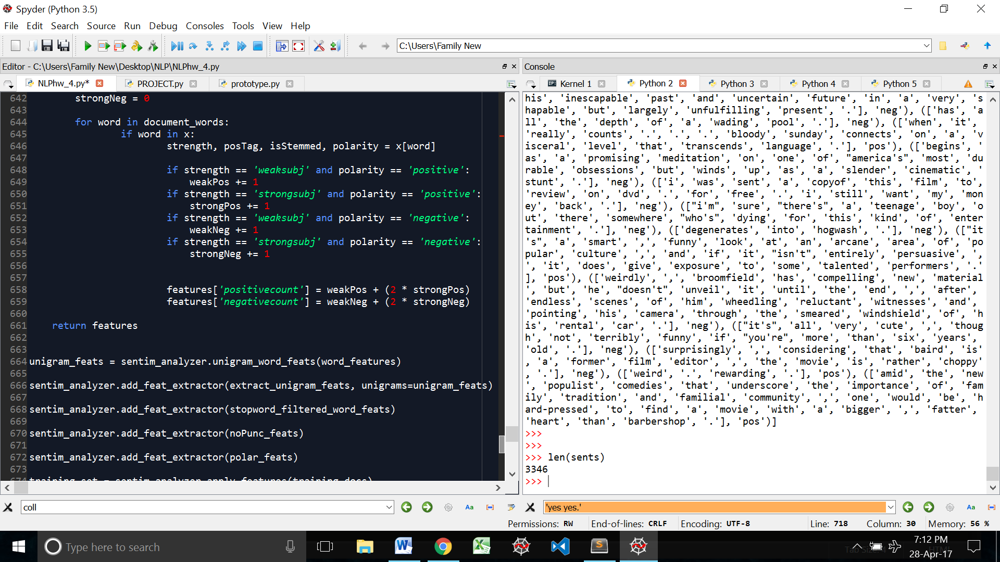 Spyder (Python 3.5)
File Edit Search Source Run Debug Consoles Tools View Help
C:\Users\Family New
Editor - C:\Users\Family New\Desktop\NLP\NLPhw_4.py
NLPhw_4.py*
PROJECT.py
prototype.py
642 strongNeg = 0
643
644 for word in document_words:
645 if word in x:
646 strength, posTag, isStemmed, polarity = x[word]
647
648 if strength == 'weaksubj' and polarity == 'positive':
649 weakPos += 1
650 if strength == 'strongsubj' and polarity == 'positive':
651 strongPos += 1
652 if strength == 'weaksubj' and polarity == 'negative':
653 weakNeg += 1
654 if strength == 'strongsubj' and polarity == 'negative':
655 strongNeg += 1
656
657
658 features['positivecount'] = weakPos + (2 * strongPos)
659 features['negativecount'] = weakNeg + (2 * strongNeg)
660
661 return features
662
663
664 unigram_feats = sentim_analyzer.unigram_word_feats(word_features)
665
666 sentim_analyzer.add_feat_extractor(extract_unigram_feats, unigrams=unigram_feats)
667
668 sentim_analyzer.add_feat_extractor(stopword_filtered_word_feats)
669
670 sentim_analyzer.add_feat_extractor(noPunc_feats)
671
672 sentim_analyzer.add_feat_extractor(polar_feats)
673
674 training_set = sentim_analyzer.apply_features(training_docs)
coll
Console
Kernel 1
Python 2
Python 3
Python 4
Python 5
his', 'inescapable', 'past', 'and', 'uncertain', 'future', 'in', 'a', 'very', 's
hapable', 'but', 'largely', 'unfulfilling', 'present', '.'], 'neg'), (['has', 'a
ll', 'the', 'depth', 'of', 'a', 'wading', 'pool', '.'], 'neg'), (['when', 'it',
'really', 'counts', '.', '.', '.', 'bloody', 'sunday', 'connects', 'on', 'a', 'v
isceral', 'level', 'that', 'transcends', 'language', '.'], 'pos'), (['begins', '
as', 'a', 'promising', 'meditation', 'on', 'one', 'of', "america's", 'most', 'du
rable', 'obsessions', 'but', 'winds', 'up', 'as', 'a', 'slender', 'cinematic', '
stunt', '.'], 'neg'), (['i', 'was', 'sent', 'a', 'copyof', 'this', 'film', 'to',
'review', 'on', 'dvd', '.', 'for', 'free', '.', 'i', 'still', 'want', 'my', 'mon
ey', 'back', '.'], 'neg'), (["i'm", 'sure', "there's", 'a', 'teenage', 'boy', 'o
ut', 'there', 'somewhere', "who's", 'dying', 'for', 'this', 'kind', 'of', 'enter
tainment', '.'], 'neg'), (['degenerates', 'into', 'hogwash', '.'], 'neg'), (["it
's", 'a', 'smart', ',', 'funny', 'look', 'at', 'an', 'arcane', 'area', 'of', 'po
pular', 'culture', ',', 'and', 'if', 'it', "isn't", 'entirely', 'persuasive', ',
', 'it', 'does', 'give', 'exposure', 'to', 'some', 'talented', 'performers', '.'
], 'pos'), (['weirdly', ',', 'broomfield', 'has', 'compelling', 'new', 'material
', 'but', 'he', "doesn't", 'unveil', 'it', 'until', 'the', 'end', ',', 'after',
'endless', 'scenes', 'of', 'him', 'wheedling', 'reluctant', 'witnesses', 'and',
'pointing', 'his', 'camera', 'through', 'the', 'smeared', 'windshield', 'of', 'h
is', 'rental', 'car', '.'], 'neg'), (["it's", 'all', 'very', 'cute', ',', 'thoug
h', 'not', 'terribly', 'funny', 'if', "you're", 'more', 'than', 'six', 'years',
'old', '.'], 'neg'), (['surprisingly', ',', 'considering', 'that', 'baird', 'is'
, 'a', 'former', 'film', 'editor', ',', 'the', 'movie', 'is', 'rather', 'choppy'
, '.'], 'neg'), (['weird', '.', 'rewarding', '.'], 'pos'), (['amid', 'the', 'new
', 'populist', 'comedies', 'that', 'underscore', 'the', 'importance', 'of', 'fam
ily', 'tradition', 'and', 'familial', 'community', ',', 'one', 'would', 'be', 'h
ard-pressed', 'to', 'find', 'a', 'movie', 'with', 'a', 'bigger', ',', 'fatter',
'heart', 'than', 'barbershop', '.'], 'pos')]
>>>
>>>
>>> len(sents)
3346
>>>
'yes yes.'
Permissions: RW End-of-lines: CRLF Encoding: UTF-8 Line: 718 Column: 30 Memory: 56 %
Type here to search
7:12 PM
28-Apr-17